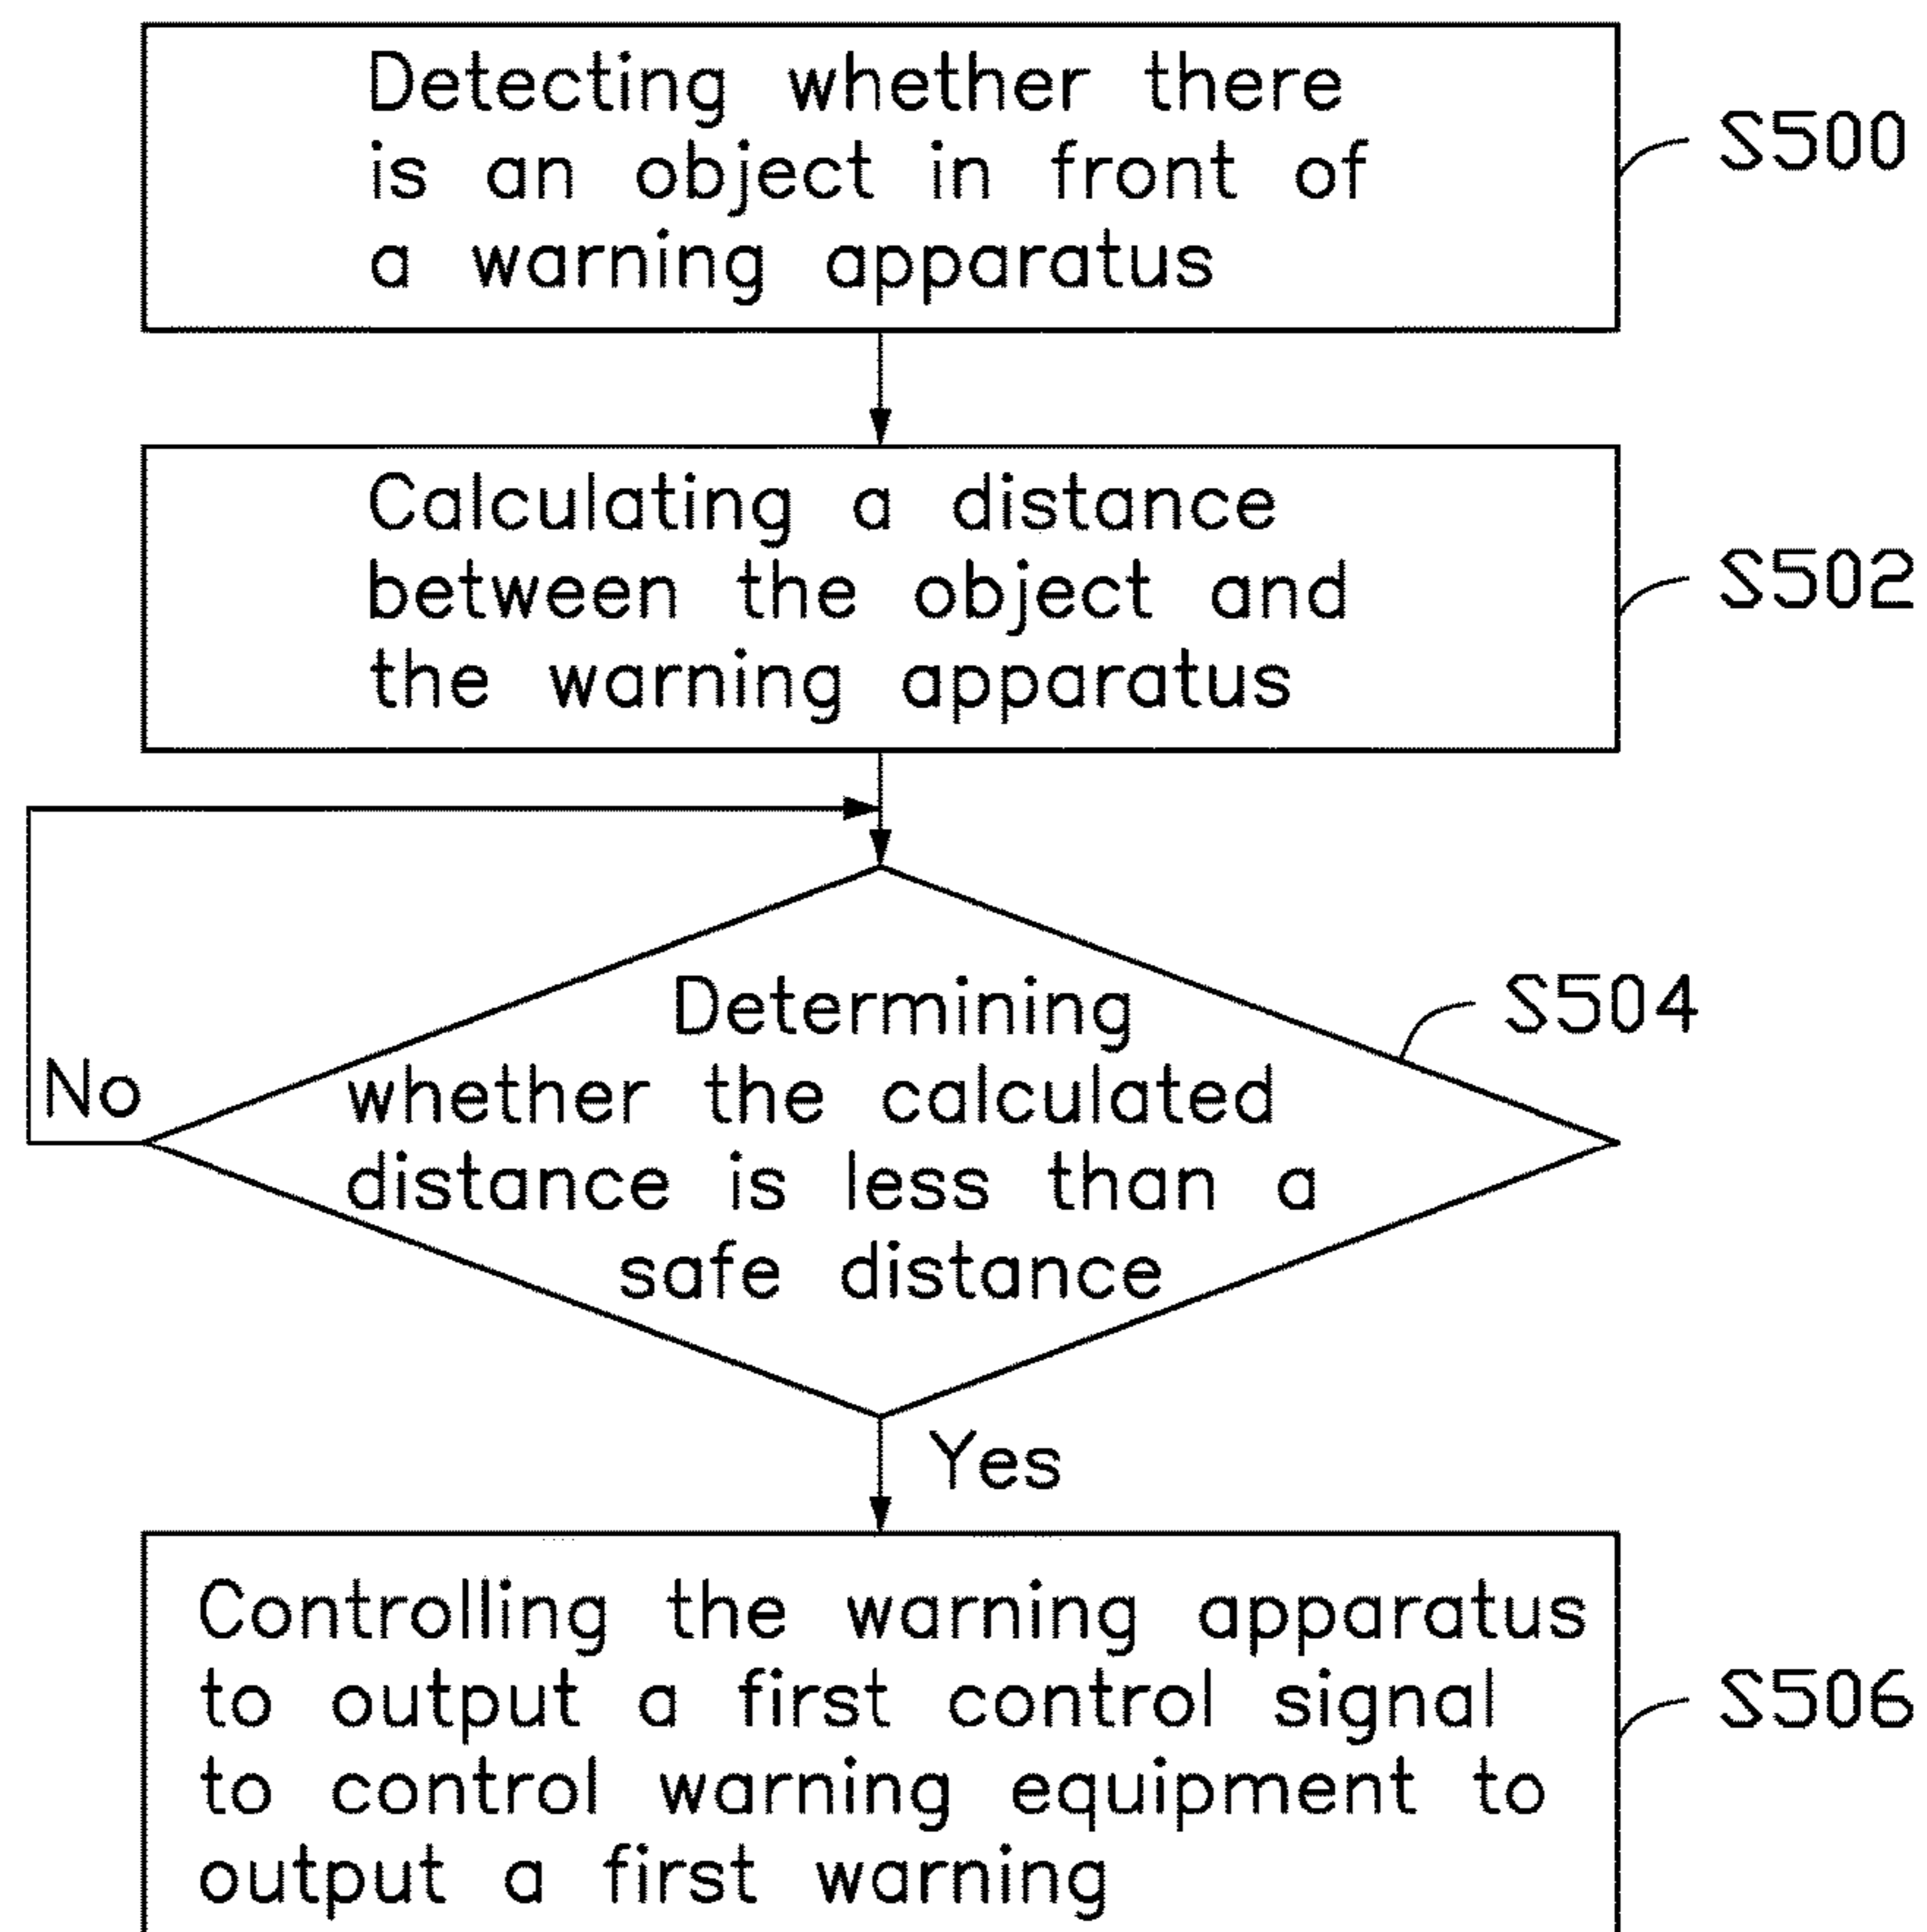 Detecting whether there
is an object in front of
a warning apparatus
S500
Calculating a distance
between the object and
the warning apparatus
S502
Determining
whether the calculated
distance is less than a
safe distance
S504
No
Yes
Controlling the warning apparatus
to output a first control signal
to control warning equipment to
output a first warning
S506